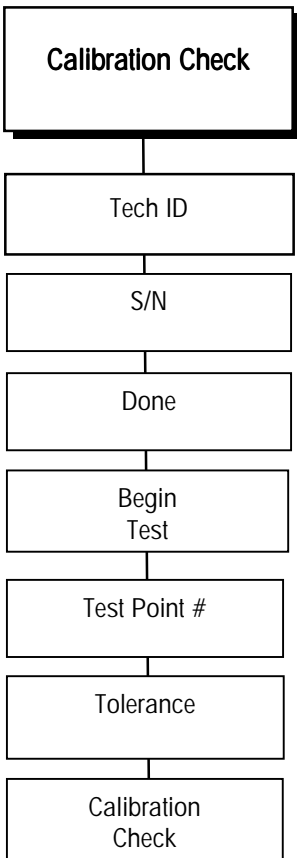 Calibration Check
Tech ID
S/N
Done
Begin
Test
Test Point #
Tolerance
Calibration
Check